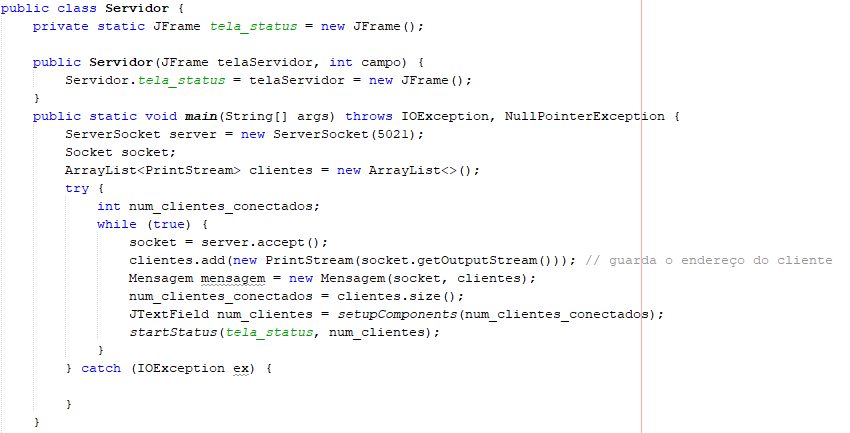 public class Servidor {
    private static JFrame tela_status = new JFrame();

    public Servidor(JFrame telaServidor, int campo) {
        Servidor.tela_status = telaServidor = new JFrame();
    }
    public static void main(String[] args) throws IOException, NullPointerException {
        ServerSocket server = new ServerSocket(5021);
        Socket socket;
        ArrayList<PrintStream> clientes = new ArrayList<>();
        try {
            int num_clientes_conectados;
            while (true) {
                socket = server.accept();
                clientes.add(new PrintStream(socket.getOutputStream())); // guarda o endereço do cliente
                Mensagem mensagem = new Mensagem(socket, clientes);
                num_clientes_conectados = clientes.size();
                JTextField num_clientes = setupComponents(num_clientes_conectados);
                startStatus(tela_status, num_clientes);
            }
        } catch (IOException ex) {

        }
    }